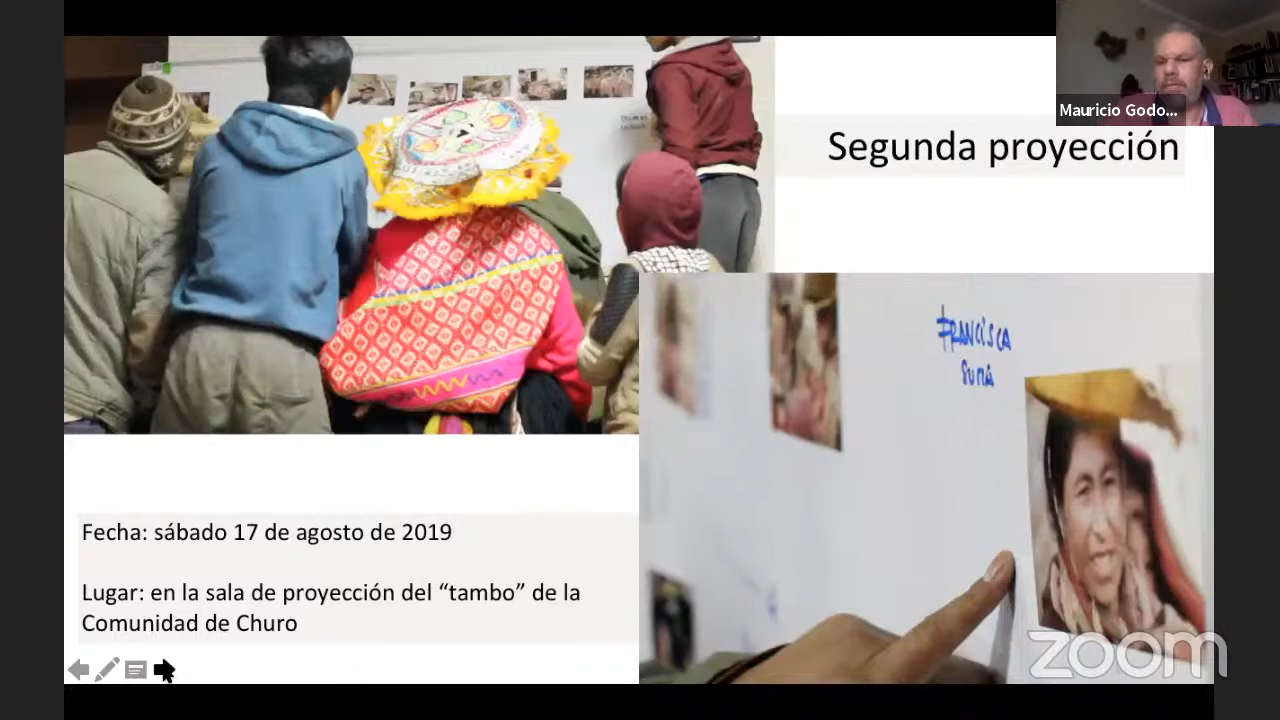 Mauricio Godo...
Segunda proyección
FRANCISCA
Fecha: sábado 17 de agosto de 2019
Lugar: en la sala de proyección del “tambo” de la
Comunidad de Churo
zoom